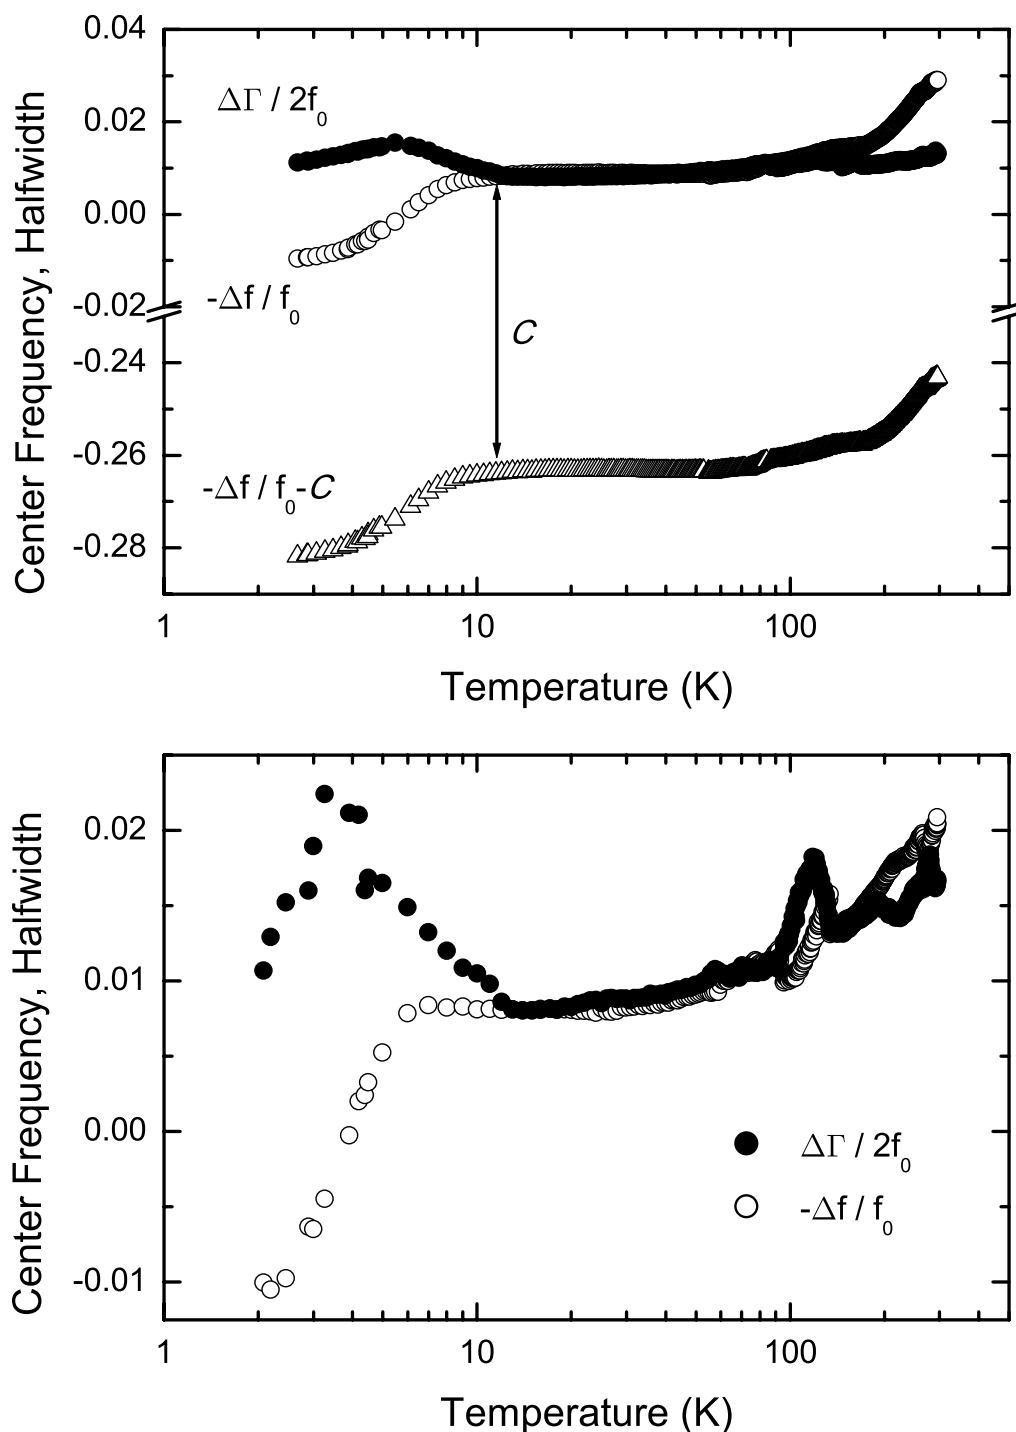 0.04
0.02
0.00
-0.02
-0.24
-0.26
-0.28
Center Frequency, Halfwidth
ΔΓ / 2f₀
-Δf / f₀
C
-Δf / f₀-C
1 10 100
Temperature (K)
0.02
0.01
0.00
-0.01
Center Frequency, Halfwidth
ΔΓ / 2f₀
-Δf / f₀
1 10 100
Temperature (K)